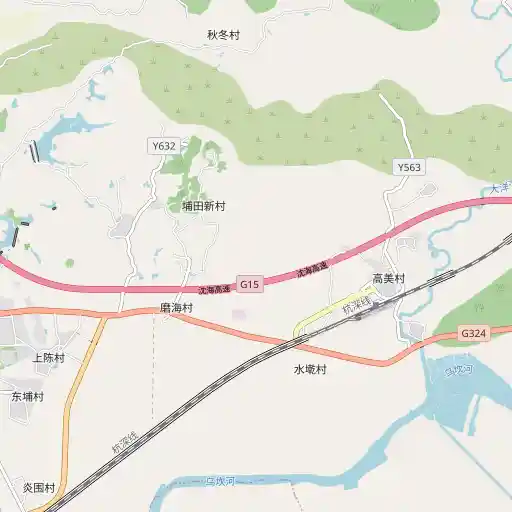 秋冬村
Y632
Y563
大洋
埔田新村
沈海高速
高美村
沈海高速
G15
杭深线
磨海村
G324
上陈村
水墘村
乌坎河
东埔村
杭深线
乌坎河
炎围村